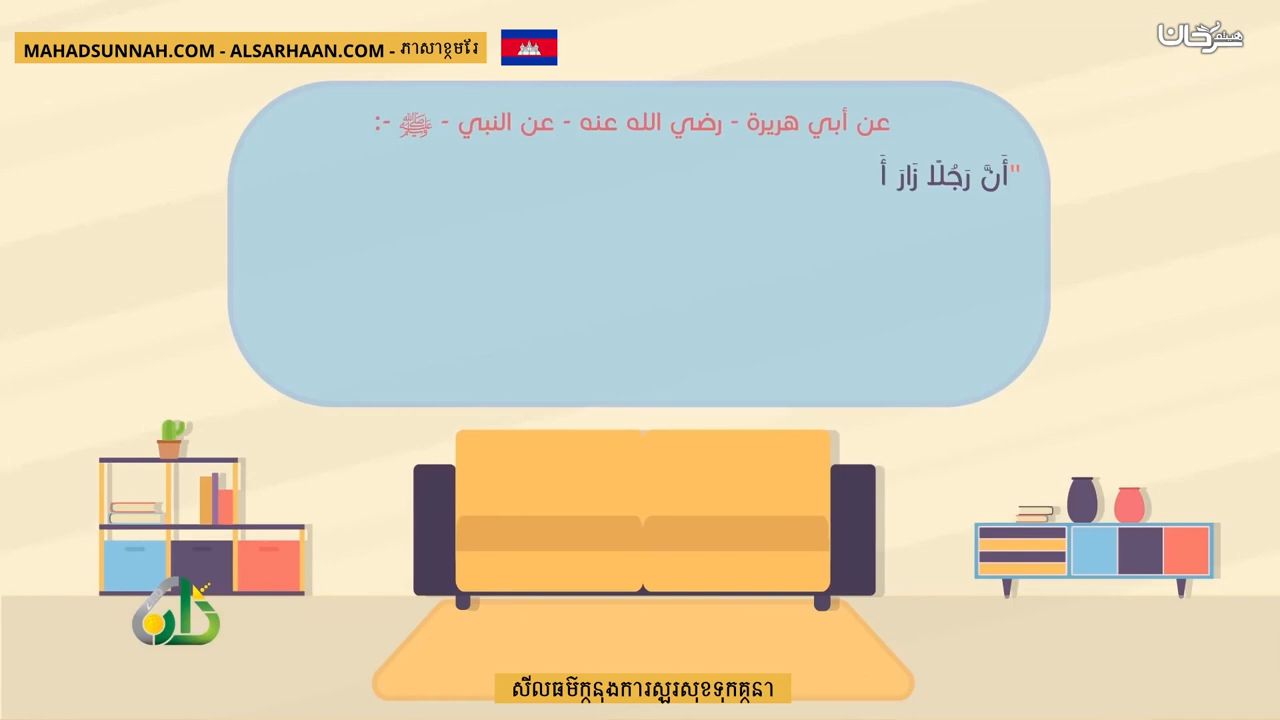 MAHADSUNNAH.COM - ALSARHAAN.COM - ភាសាខ្មែរ
هيثم سرحان
عن أبي هريرة - رضي الله عنه - عن النبي - ﷺ -:
"أَنَّ رَجُلًا زَارَ أَ
សីលធម៌ក្នុងការសួរសុខទុកគ្នា